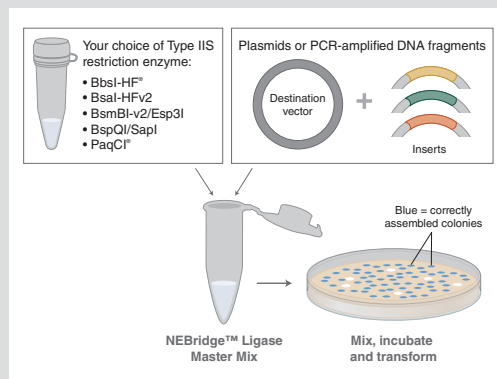 Your choice of Type IIS
restriction enzyme:
• BbsI-HF®
• BsaI-HFv2
• BsmBI-v2/Esp3I
• BspQI/SapI
• PaqCI®
Plasmids or PCR-amplified DNA fragments
Destination
vector
+
Inserts
Blue = correctly
assembled colonies
NEBridge™ Ligase
Master Mix
Mix, incubate
and transform